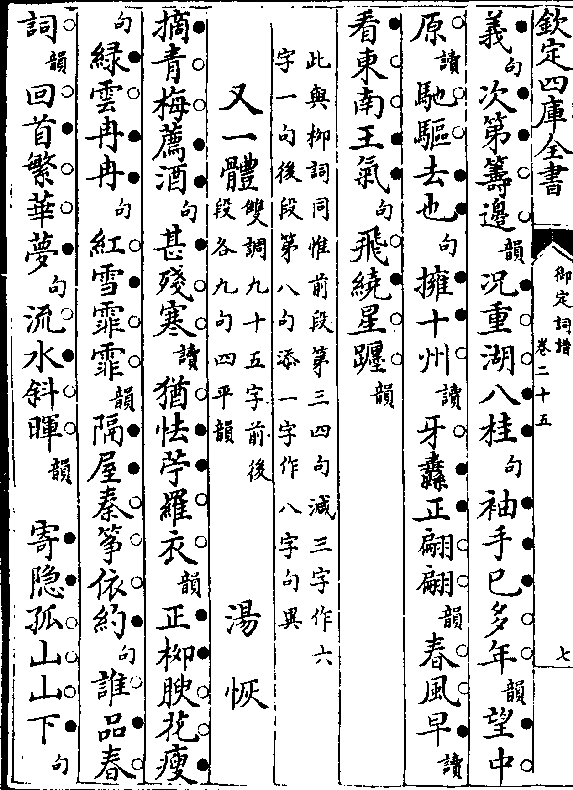 欽定四庫全書
御定詞譜
卷二十五
七
義句次第籌邊韻况重湖八桂句袖手已多年韻望中
原讀馳驅去也句擁十州讀牙纛正翩翩韻春風早讀
看東南王氣句飛繞星躔韻
此與栁詞同惟前段第三四句減三字作六
字一句後段第八句添一字作八字句異
又一體雙調九十五字前後
段各九句四平韻
湯恢
摘青梅薦酒句甚殘寒讀猶怯苧羅衣韻正栁腴花瘦
句綠雲冉冉句紅雪霏霏韻隔屋秦筝依約句誰品春
詞韻回首繁華夢句流水斜暉韻 寄隐孤山山下句